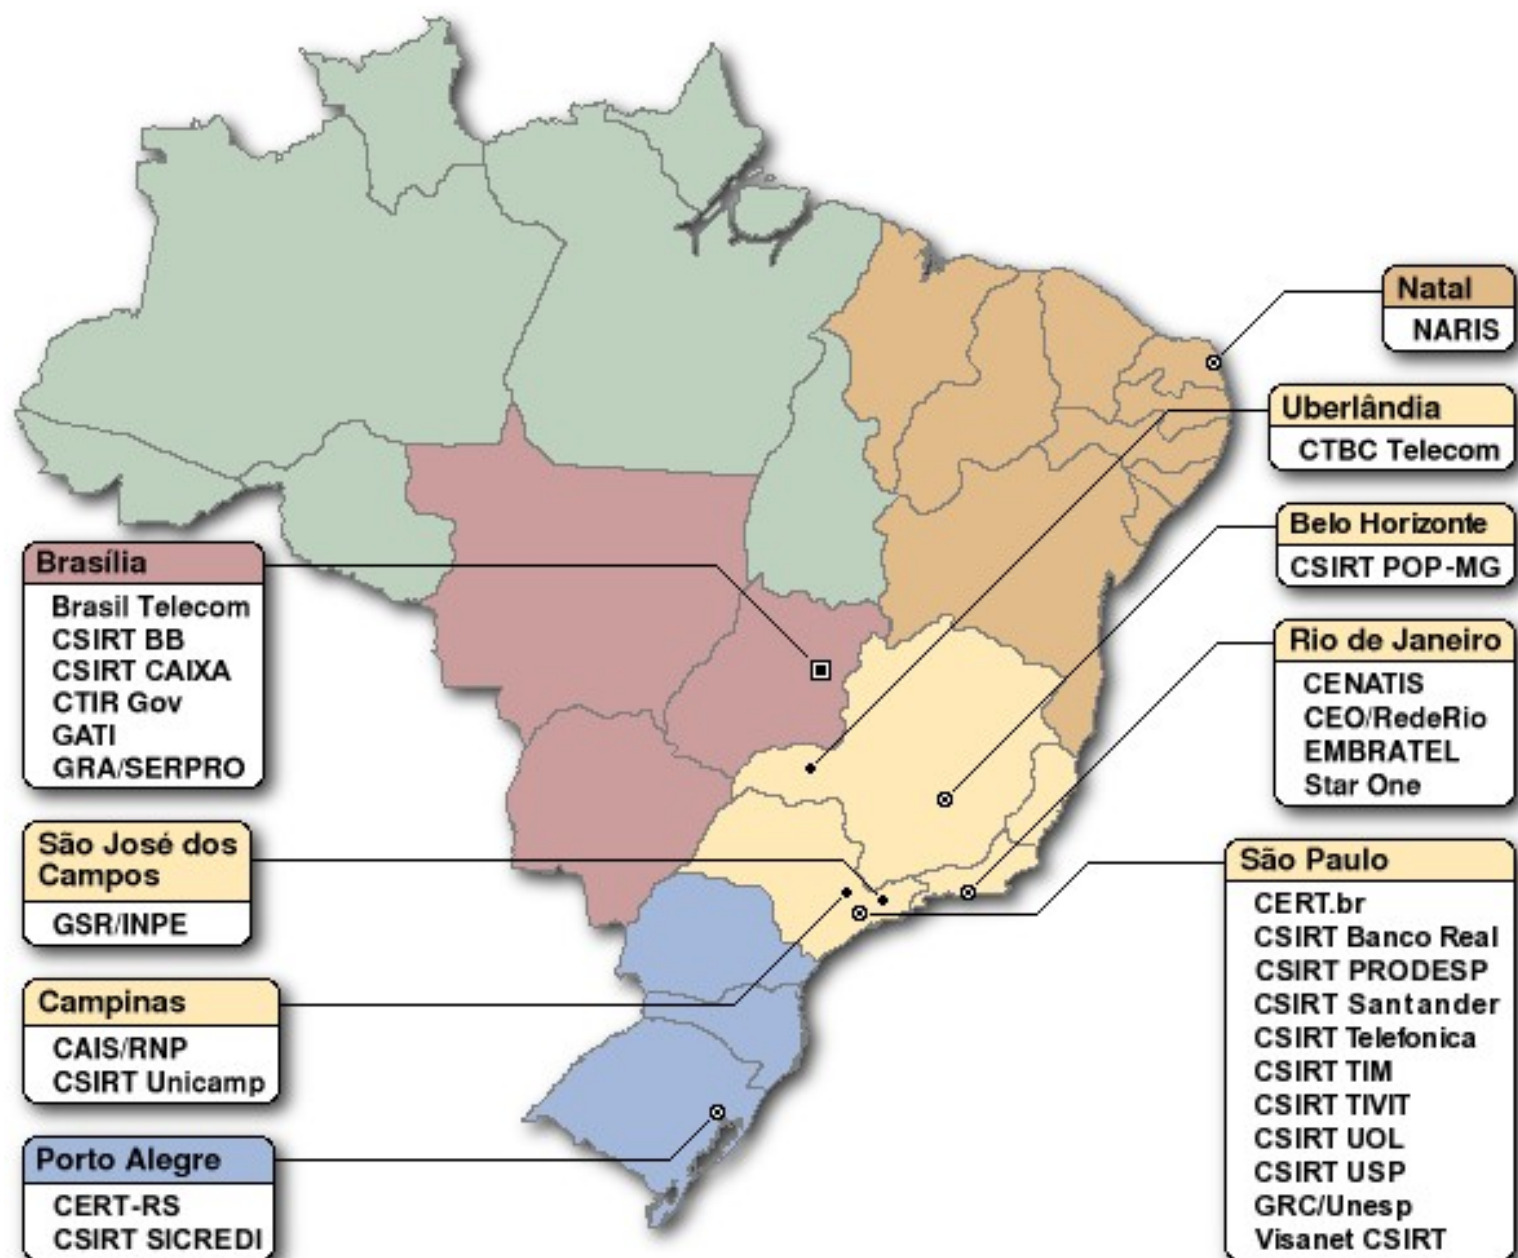 Natal
NARIS
Uberlândia
CTBC Telecom
Belo Horizonte
CSIRT POP-MG
Rio de Janeiro
CENATIS
CEO/RedeRio
EMBRATEL
Star One
São Paulo
CERT.br
CSIRT Banco Real
CSIRT PRODESP
CSIRT Santander
CSIRT Telefonica
CSIRT TIM
CSIRT TIVIT
CSIRT UOL
CSIRT USP
GRC/Unesp
Visanet CSIRT
Brasília
Brasil Telecom
CSIRT BB
CSIRT CAIXA
CTIR Gov
GATI
GRA/SERPRO
São José dos
Campos
GSR/INPE
Campinas
CAIS/RNP
CSIRT Unicamp
Porto Alegre
CERT-RS
CSIRT SICREDI